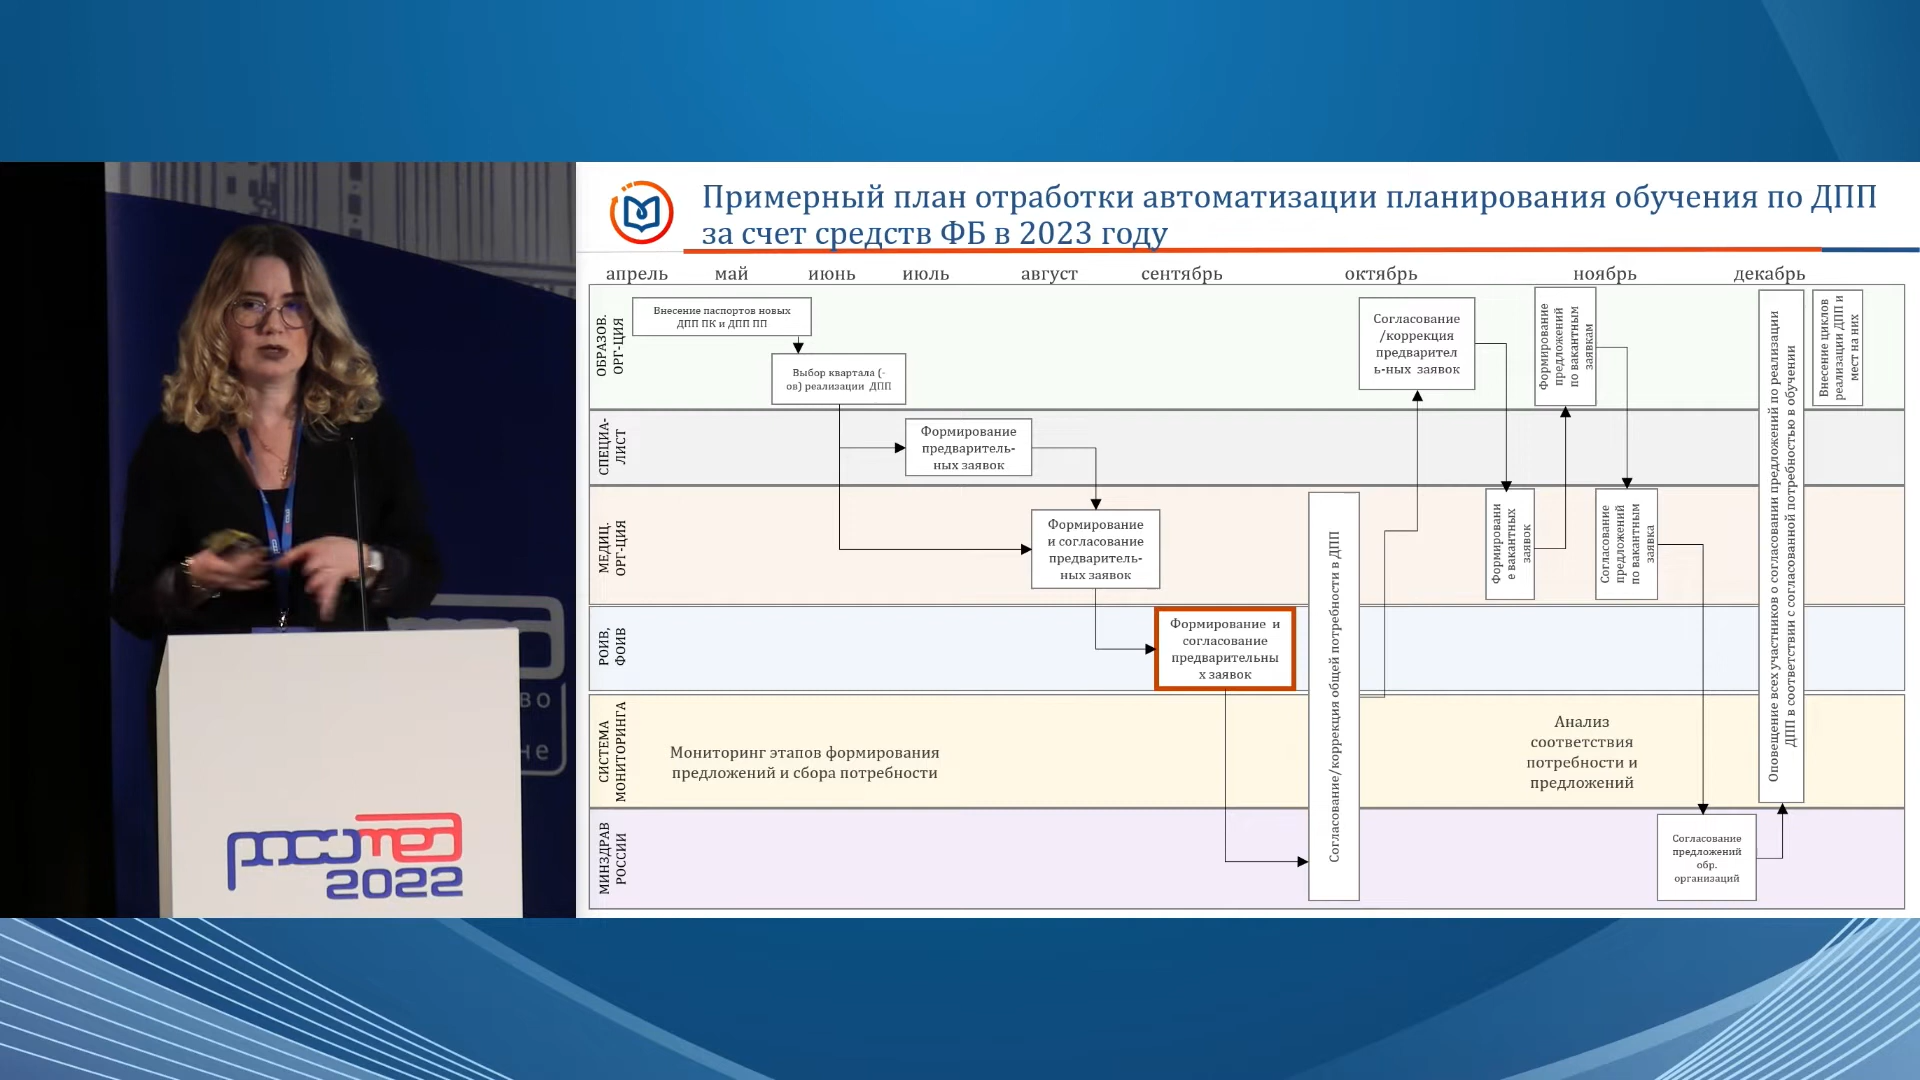 Примерный план отработки автоматизации планирования обучения по ДПП
за счет средств ФБ в 2023 году
апрель май июнь июль август сентябрь октябрь ноябрь декабрь
ОБРАЗОВ.
ОРГ-ЦИЯ
Внесение паспортов новых
ДПП ПК и ДПП ПП
Выбор квартала (-
ов) реализации ДПП
Согласование
/коррекция
предварител
ь-ных заявок
Формирование
предложений
по вакантным
заявкам
Оповещение всех участников о согласовании предложений по реализации
ДПП в соответствии с согласованной потребностью в обучении
Внесение циклов
реализации ДПП и
мест на них
СПЕЦИА-
ЛИСТ
Формирование
предваритель-
ных заявок
МЕДИЦ.
ОРГ-ЦИЯ
Формирование
и согласование
предваритель-
ных заявок
Согласование/коррекция общей потребности в ДПП
Формировани
е вакантных
заявок
Согласование
предложений
по вакантным
заявка
РОИВ,
ФОИВ
Формирование и
согласование
предварительны
х заявок
СИСТЕМА
МОНИТОРИНГА
Мониторинг этапов формирования
предложений и сбора потребности
Анализ
соответствия
потребности и
предложений
МИНЗДРАВ
РОССИИ
Согласование
предложений
обр.
организаций
во
не
росомед
2022